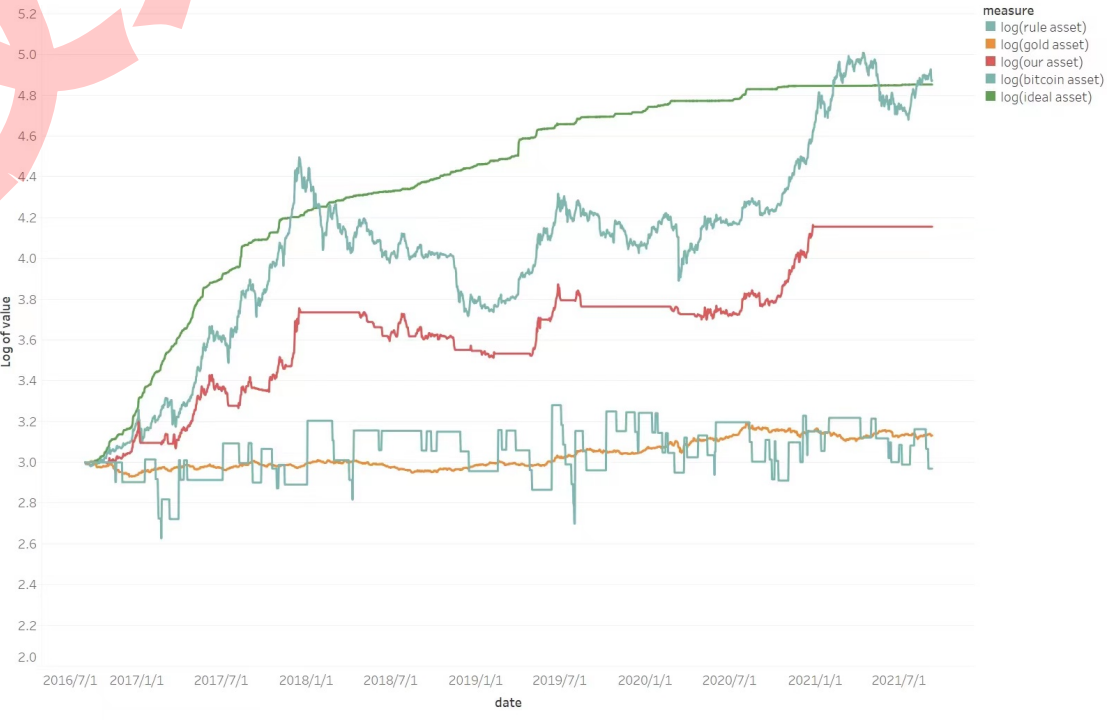 measure
log(rule asset)
log(gold asset)
log(our asset)
log(bitcoin asset)
log(ideal asset)
5.2
5.0
4.8
4.6
4.4
4.2
4.0
3.8
3.6
3.4
3.2
3.0
2.8
2.6
2.4
2.2
2.0
Log of value
2016/7/1 2017/1/1 2017/7/1 2018/1/1 2018/7/1 2019/1/1 2019/7/1 2020/1/1 2020/7/1 2021/1/1 2021/7/1
date